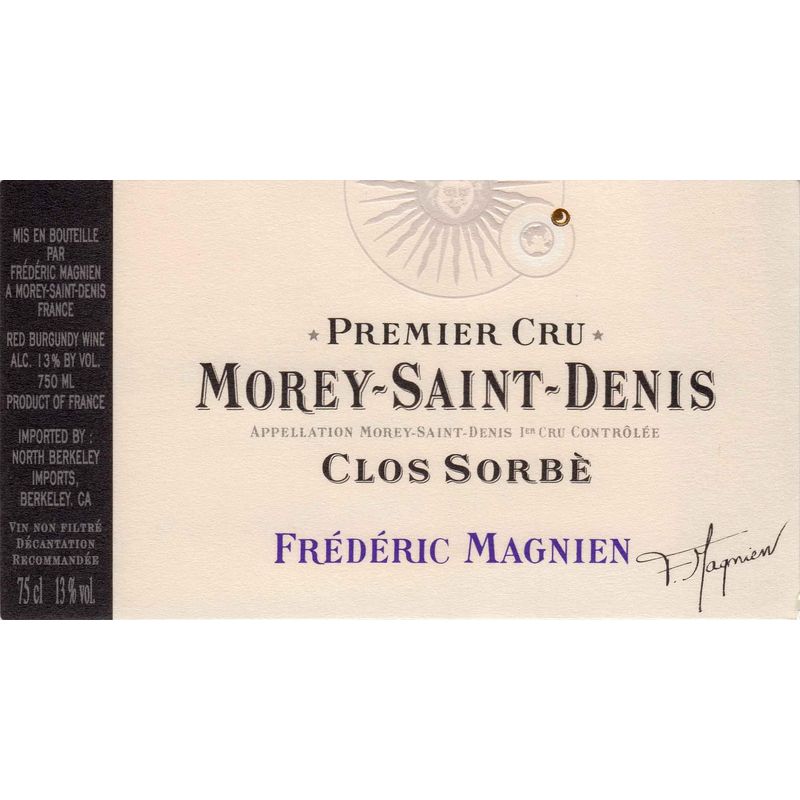 MIS EN BOUTEILLE
PAR
FRÉDÉRIC MAGNIEN
A MOREY-SAINT-DENIS
FRANCE
RED BURGUNDY WINE
ALC. 13% BY VOL.
750 ML
PRODUCT OF FRANCE
IMPORTED BY :
NORTH BERKELEY
IMPORTS,
BERKELEY, CA
VIN NON FILTRÉ
DÉCANTATION
RECOMMANDÉE
75 cl 13% vol.
PREMIER CRU
MOREY-SAINT-DENIS
APPELLATION MOREY-SAINT-DENIS 1ER CRU CONTRÔLÉE
CLOS SORBÈ
FRÉDÉRIC MAGNIEN
F. Magnien